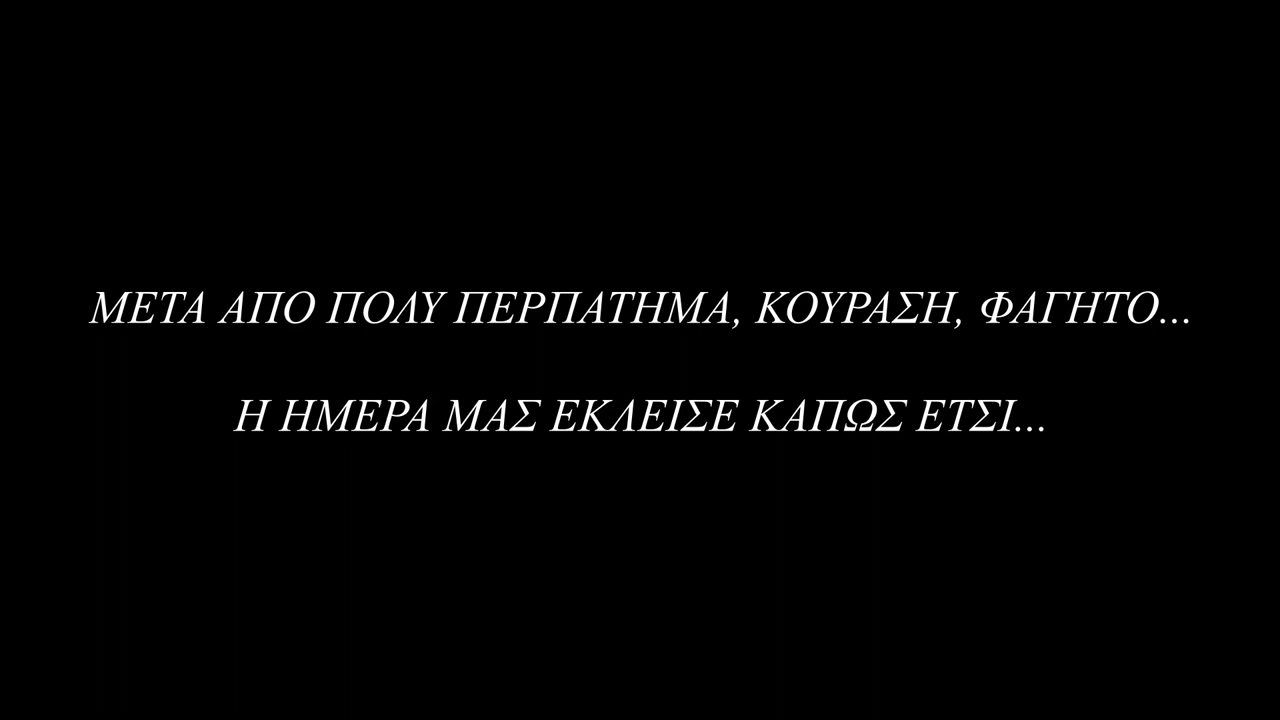 ΜΕΤΑ ΑΠΟ ΠΟΛΥ ΠΕΡΠΑΤΗΜΑ, ΚΟΥΡΑΣΗ, ΦΑΓΗΤΟ...
Η ΗΜΕΡΑ ΜΑΣ ΕΚΛΕΙΣΕ ΚΑΠΩΣ ΕΤΣΙ...